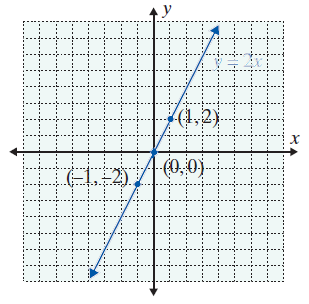 y
y = 2x
(1, 2)
x
(0, 0)
(−1, −2)